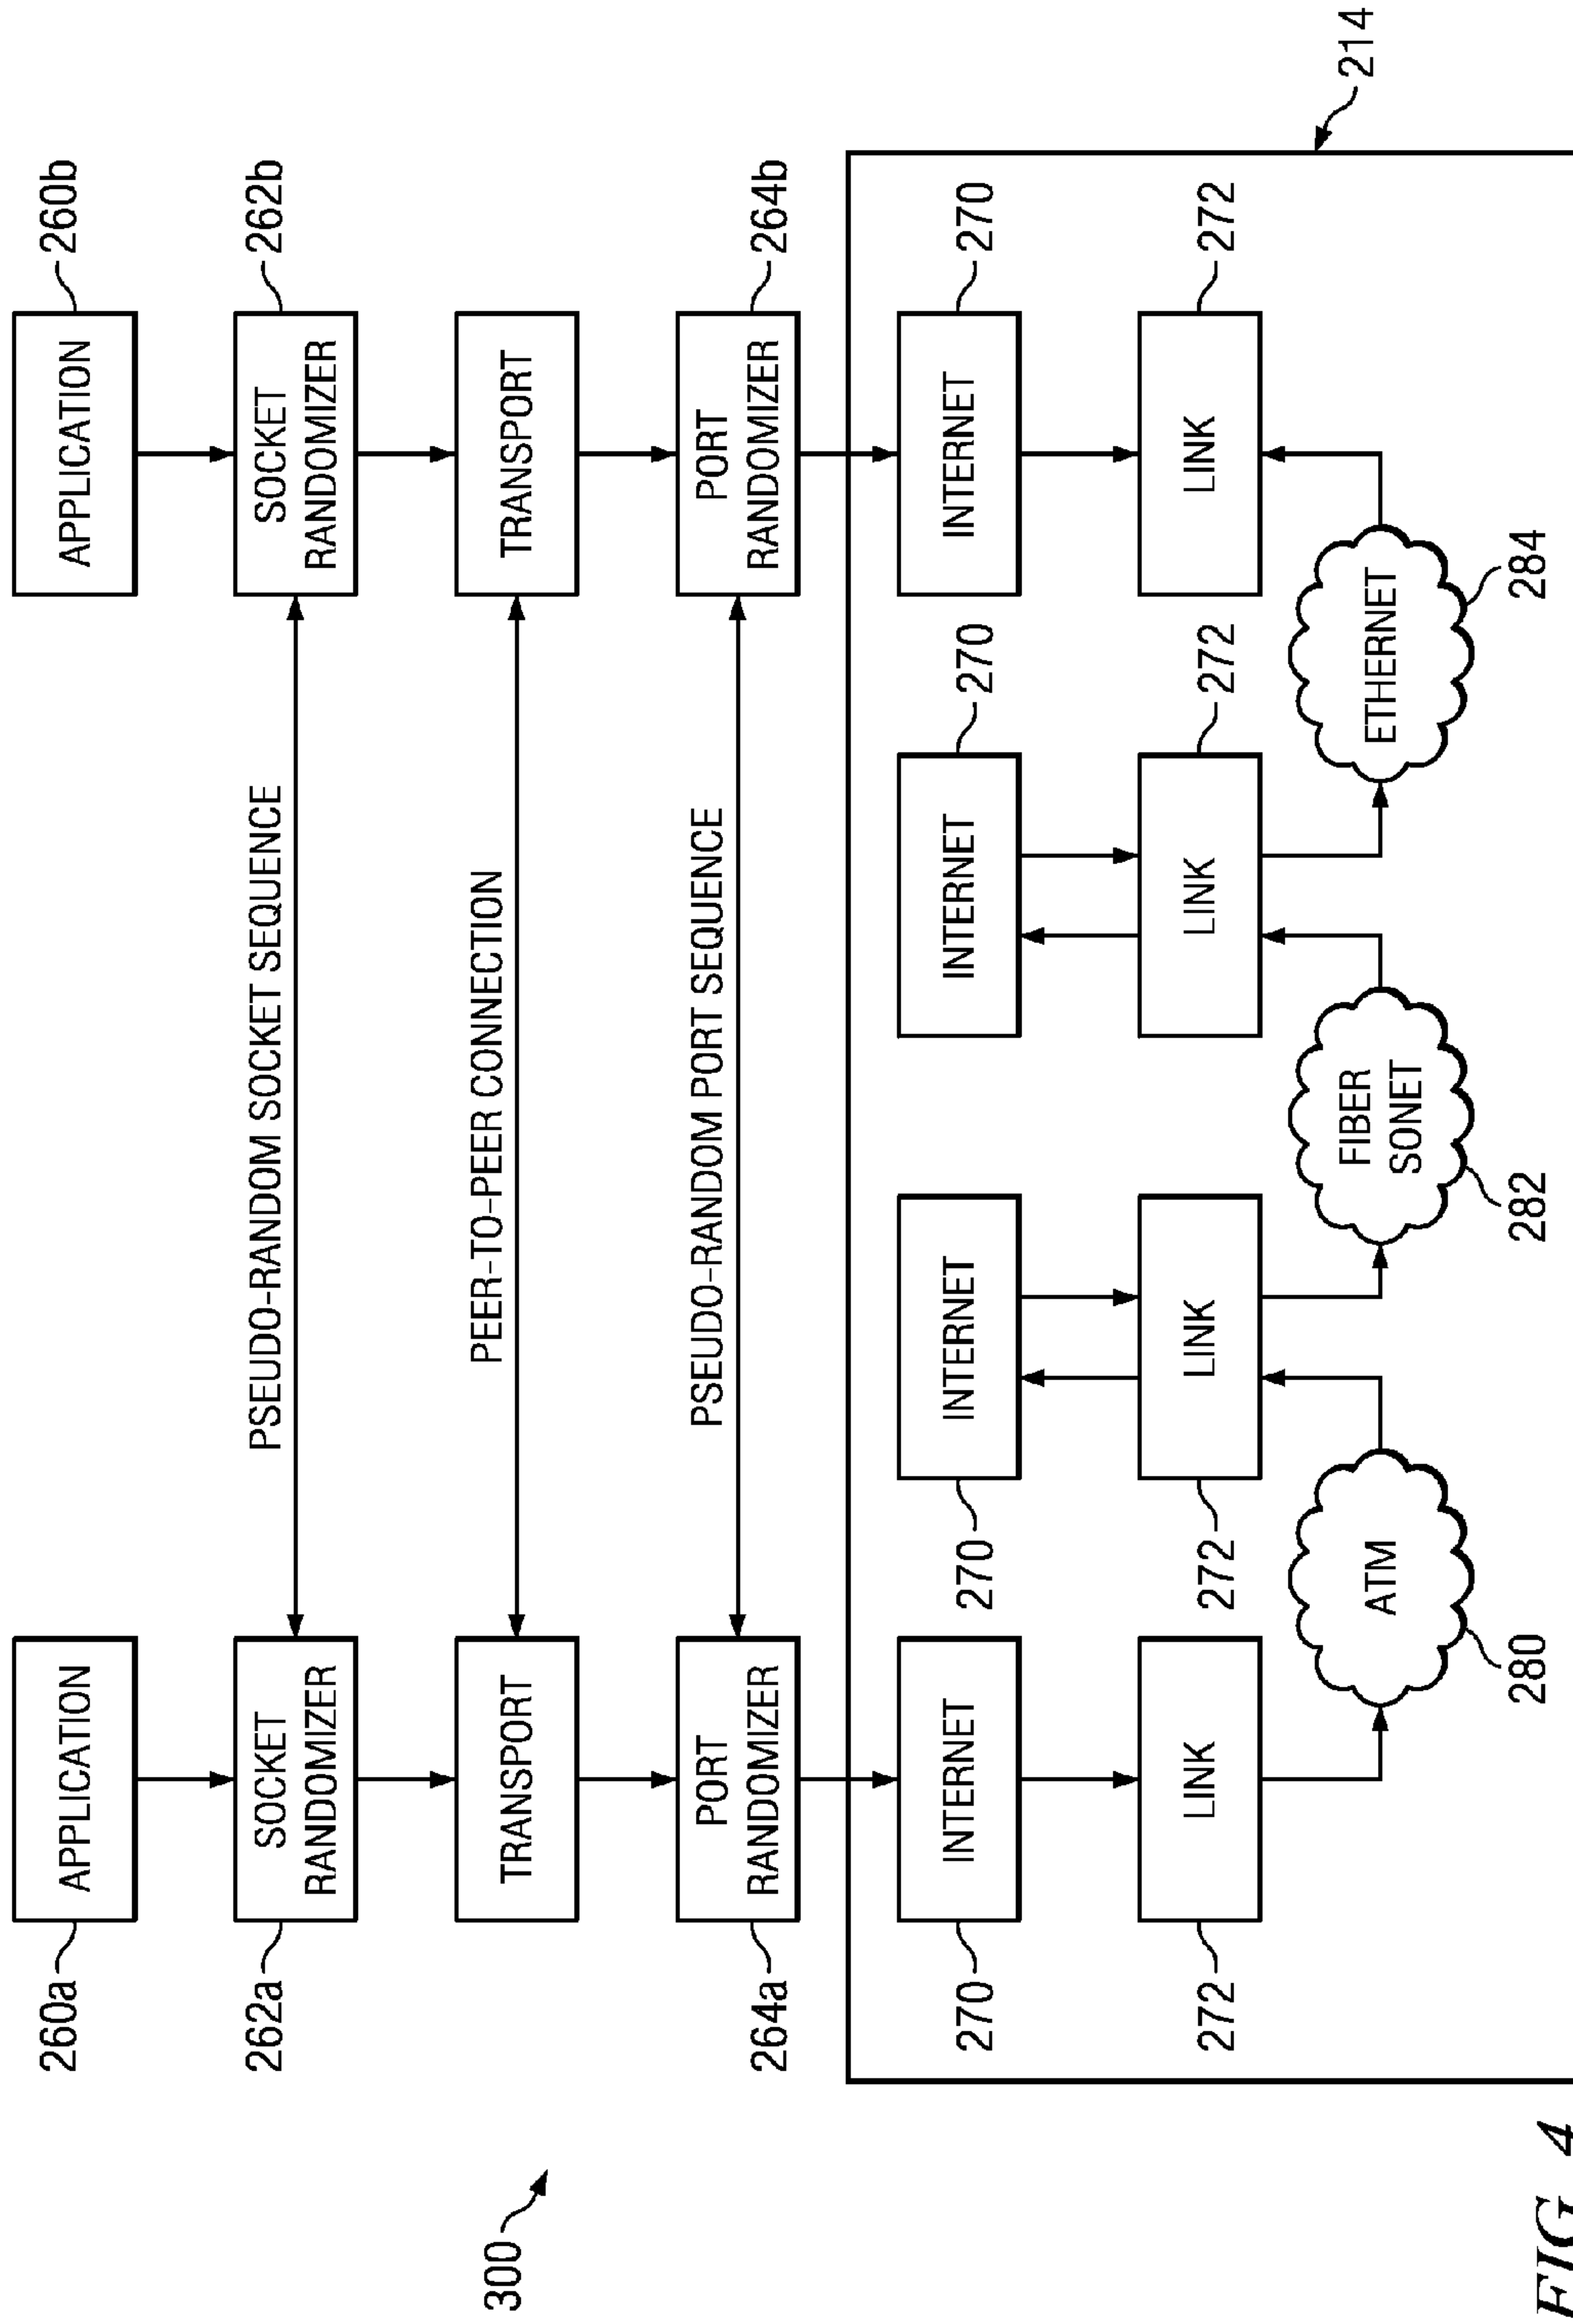 260a
APPLICATION
APPLICATION
260b
262a
SOCKET
RANDOMIZER
PSEUDO-RANDOM SOCKET SEQUENCE
SOCKET
RANDOMIZER
262b
300
TRANSPORT
PEER-TO-PEER CONNECTION
TRANSPORT
264a
PORT
RANDOMIZER
PSEUDO-RANDOM PORT SEQUENCE
PORT
RANDOMIZER
264b
270
INTERNET
270
INTERNET
INTERNET
270
INTERNET
270
272
LINK
272
LINK
LINK
272
LINK
272
214
ATM
FIBER
SONET
ETHERNET
280
282
284
FIG. 4